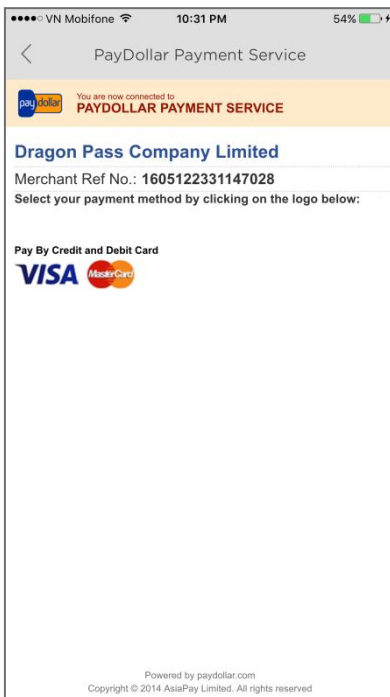 VN Mobifone 10:31 PM 54%
PayDollar Payment Service
pay dollar
You are now connected to
PAYDOLLAR PAYMENT SERVICE
Dragon Pass Company Limited
Merchant Ref No.: 1605122331147028
Select your payment method by clicking on the logo below:
Pay By Credit and Debit Card
VISA MasterCard
Powered by paydollar.com
Copyright © 2014 AsiaPay Limited. All rights reserved